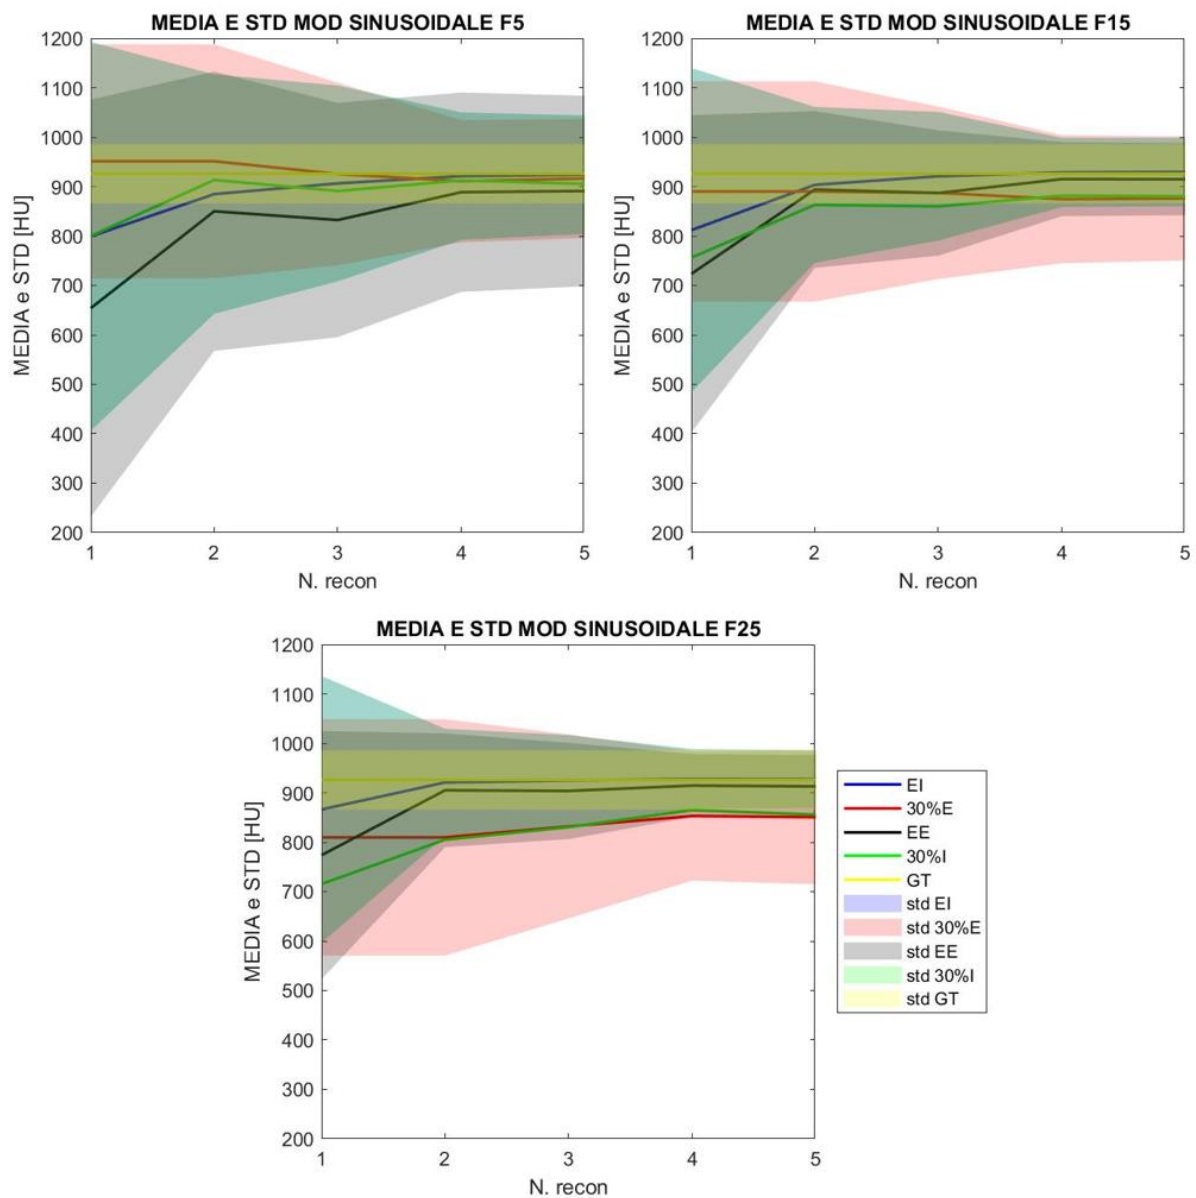 MEDIA E STD MOD SINUSOIDALE F5
1200
1100
1000
900
800
700
600
500
400
300
200
MEDIA e STD [HU]
1 2 3 4 5
N. recon
MEDIA E STD MOD SINUSOIDALE F15
1200
1100
1000
900
800
700
600
500
400
300
200
MEDIA e STD [HU]
1 2 3 4 5
N. recon
MEDIA E STD MOD SINUSOIDALE F25
1200
1100
1000
900
800
700
600
500
400
300
200
MEDIA e STD [HU]
1 2 3 4 5
N. recon
EI
30%E
EE
30%I
GT
std EI
std 30%E
std EE
std 30%I
std GT